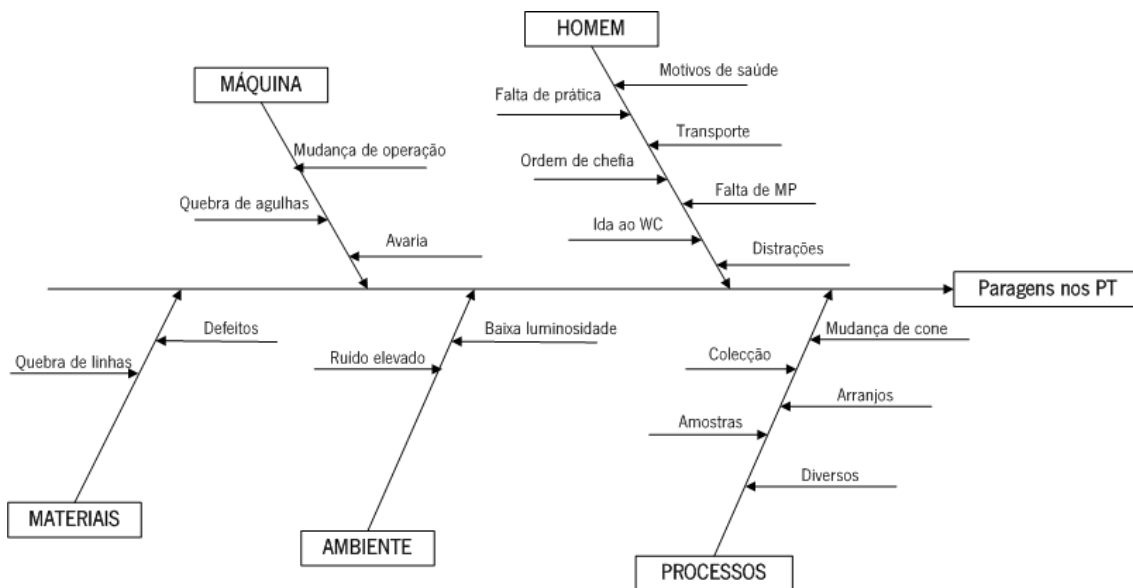 HOMEM
MÁQUINA
Motivos de saúde
Falta de prática
Transporte
Mudança de operação
Ordem de chefia
Falta de MP
Quebra de agulhas
Ida ao WC
Avaria
Distrações
Paragens nos PT
Defeitos
Baixa luminosidade
Mudança de cone
Quebra de linhas
Ruído elevado
Colecção
Arranjos
Amostras
Diversos
MATERIAIS
AMBIENTE
PROCESSOS